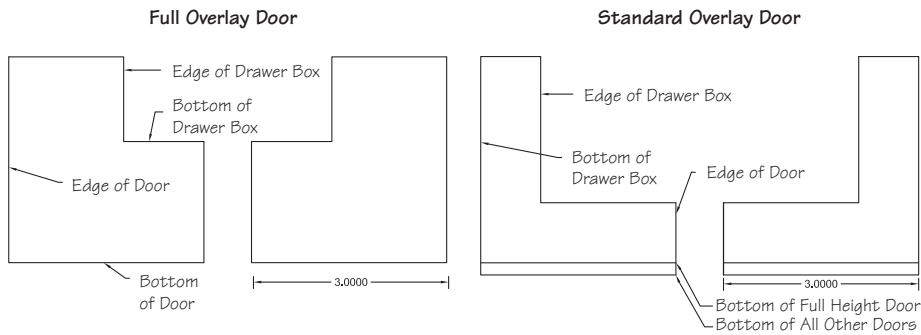 Full Overlay Door
Edge of Drawer Box
Bottom of
Drawer Box
Edge of Door
Bottom
of Door
3.0000
Standard Overlay Door
Edge of Drawer Box
Bottom of
Drawer Box
Edge of Door
3.0000
Bottom of Full Height Door
Bottom of All Other Doors